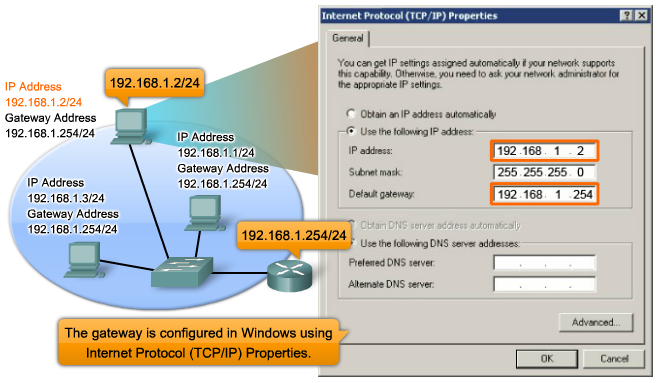 192.168.1.2/24
IP Address
192.168.1.2/24
Gateway Address
192.168.1.254/24
IP Address
192.168.1.1/24
Gateway Address
192.168.1.254/24
IP Address
192.168.1.3/24
Gateway Address
192.168.1.254/24
192.168.1.254/24
The gateway is configured in Windows using
Internet Protocol (TCP/IP) Properties.
Internet Protocol (TCP/IP) Properties
General
You can get IP settings assigned automatically if your network supports
this capability. Otherwise, you need to ask your network administrator for
the appropriate IP settings.
Obtain an IP address automatically
Use the following IP address:
IP address: 192 . 168 . 1 . 2
Subnet mask: 255 . 255 . 255 . 0
Default gateway: 192 . 168 . 1 . 254
Obtain DNS server address automatically
Use the following DNS server addresses:
Preferred DNS server: . . .
Alternate DNS server: . . .
Advanced...
OK
Cancel